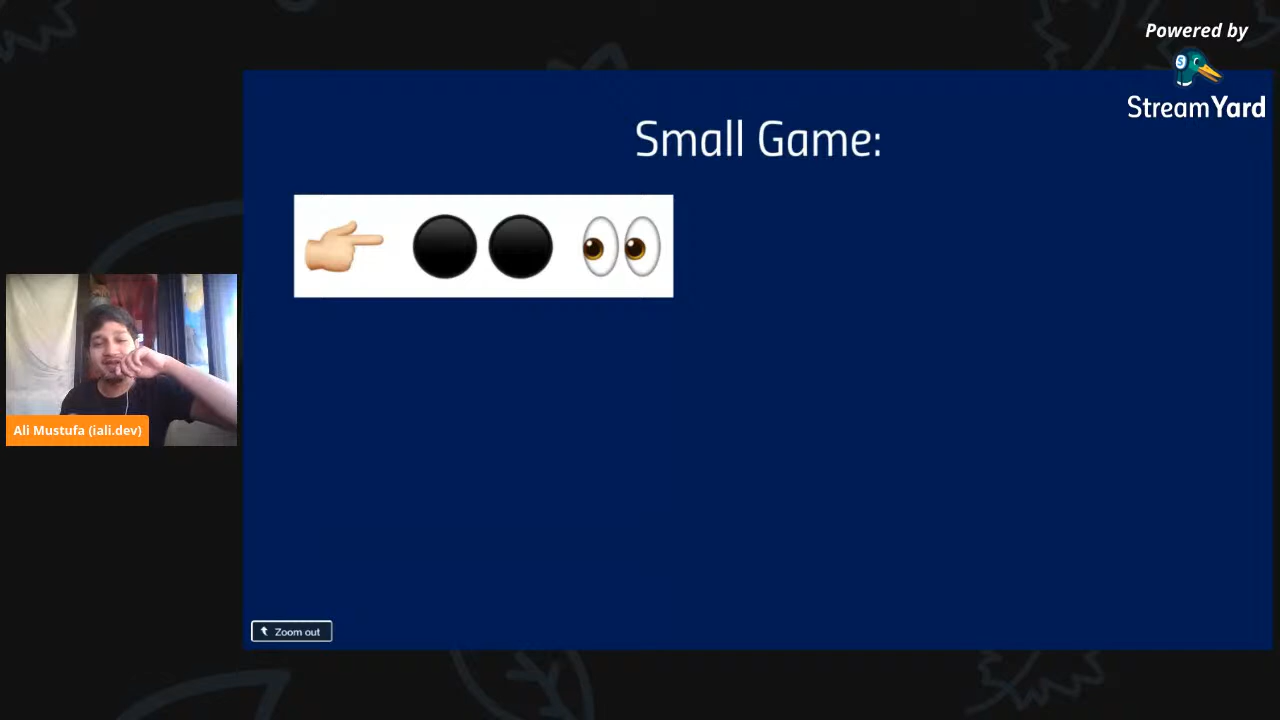 Powered by
StreamYard
Small Game:
Ali Mustufa (iali.dev)
Zoom out